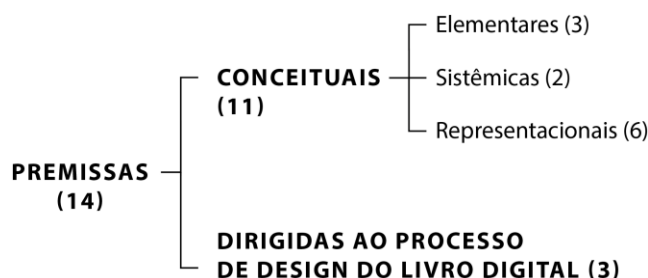 PREMISSAS
(14)
CONCEITUAIS
(11)
Elementares (3)
Sistêmicas (2)
Representacionais (6)
DIRIGIDAS AO PROCESSO
DE DESIGN DO LIVRO DIGITAL (3)